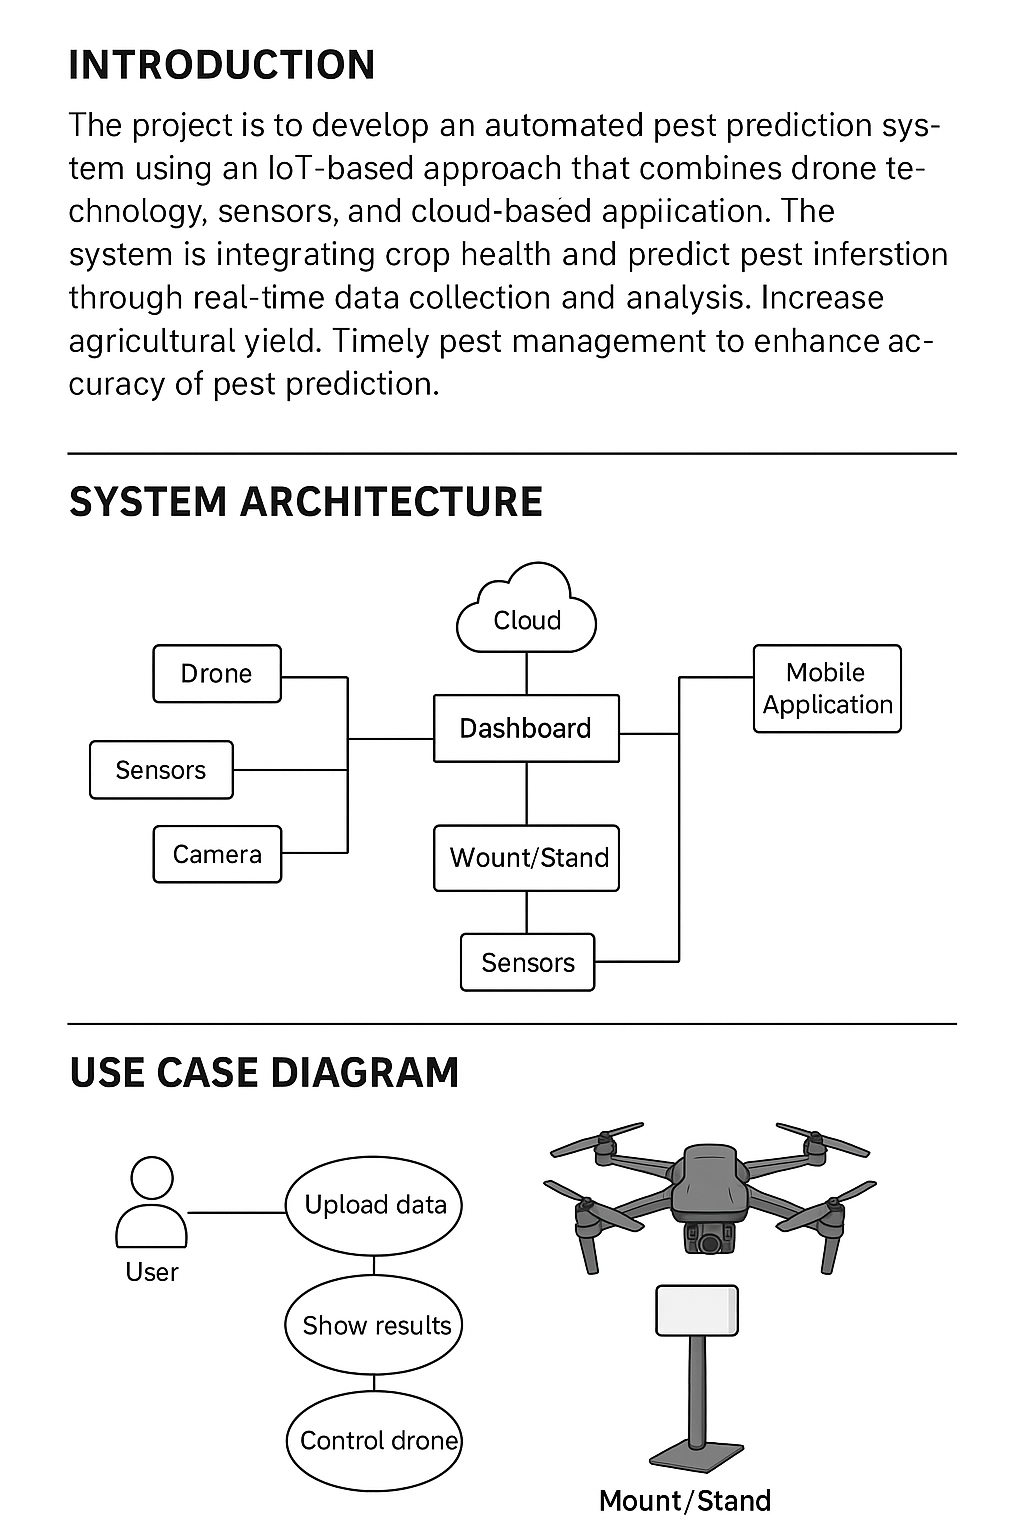 INTRODUCTION
The project is to develop an automated pest prediction sys-
tem using an IoT-based approach that combines drone te-
chnology, sensors, and cloud-based appiication. The
system is integrating crop health and predict pest inferstion
through real-time data collection and analysis. Increase
agricultural yield. Timely pest management to enhance ac-
curacy of pest prediction.
SYSTEM ARCHITECTURE
Cloud
Drone
Mobile
Application
Dashboard
Sensors
Camera
Wount/Stand
Sensors
USE CASE DIAGRAM
Upload data
User
Show results
Control drone
Mount/Stand